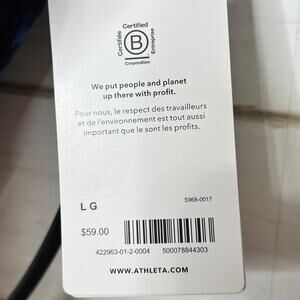 Certified
Certifiée
B
Entreprise
Corporation
We put people and planet
up there with profit.
Pour nous, le respect des travailleurs
et de l'environnement est tout aussi
important que le sont les profits.
LG
S968-0017
$59.00
422963-01-2-0004
500078844303
WWW.ATHLETA.COM